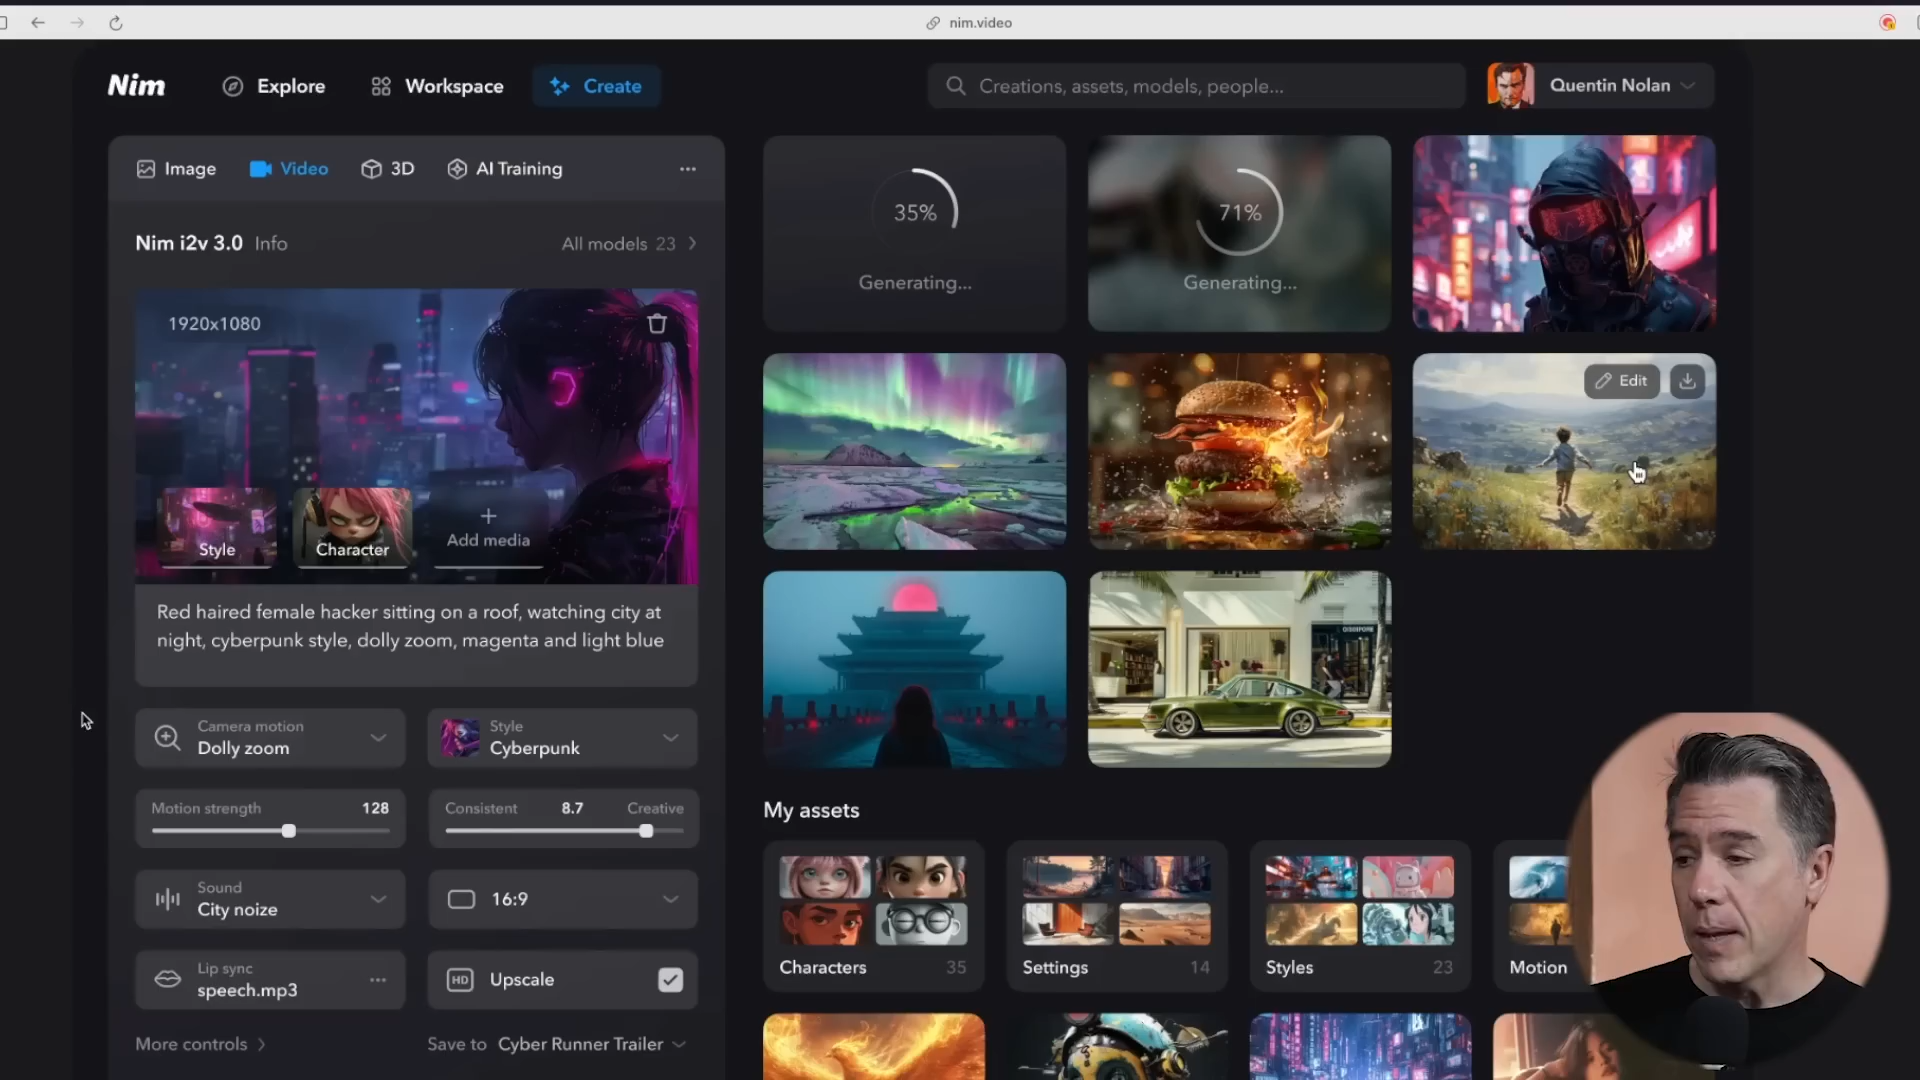 nim.video
Nim
Explore
Workspace
Create
Creations, assets, models, people...
Quentin Nolan
Image
Video
3D
AI Training
Nim i2v 3.0 Info
All models 23
1920x1080
Style
Character
Add media
Red haired female hacker sitting on a roof, watching city at
night, cyberpunk style, dolly zoom, magenta and light blue
Camera motion
Dolly zoom
Style
Cyberpunk
Motion strength 128
Consistent 8.7 Creative
Sound
City noize
16:9
Lip sync
speech.mp3
HD Upscale
More controls
Save to Cyber Runner Trailer
35%
Generating...
71%
Generating...
Edit
My assets
Characters 35
Settings 14
Styles 23
Motion